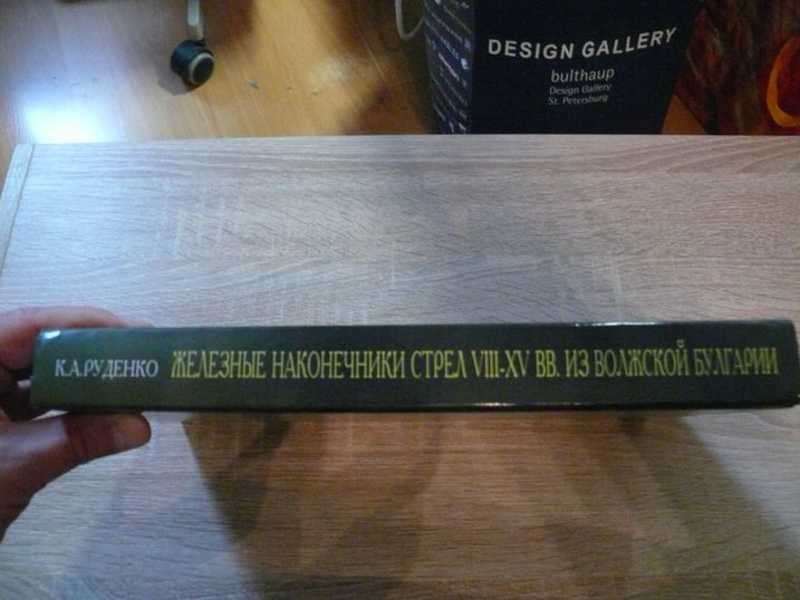 DESIGN GALLERY
bulthaup
Design Gallery
St. Petersburg
К.А.РУДЕНКО ЖЕЛЕЗНЫЕ НАКОНЕЧНИКИ СТРЕЛ VIII-XV ВВ. ИЗ ВОЛЖСКОЙ БУЛГАРИИ